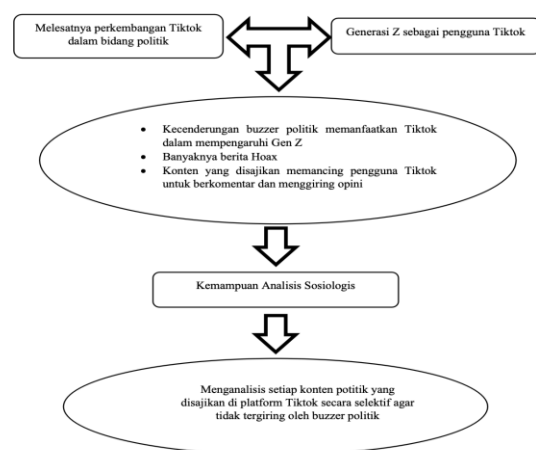 Melesatnya perkembangan Tiktok
dalam bidang politik
Generasi Z sebagai pengguna Tiktok
• Kecenderungan buzzer politik memanfaatkan Tiktok
dalam mempengaruhi Gen Z
• Banyaknya berita Hoax
• Konten yang disajikan memancing pengguna Tiktok
untuk berkomentar dan menggiring opini
Kemampuan Analisis Sosiologis
Menganalisis setiap konten potitik yang
disajikan di platform Tiktok secara selektif agar
tidak tergiring oleh buzzer politik